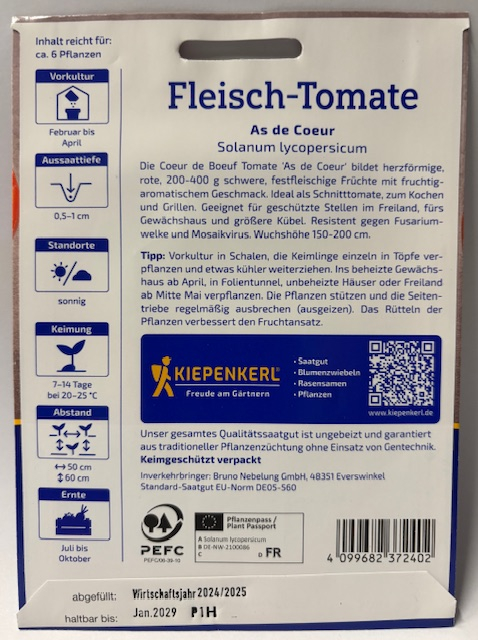 Inhalt reicht für:
ca. 6 Pflanzen
Vorkultur
Februar bis
April
Aussaattiefe
0,5–1 cm
Standorte
sonnig
Keimung
7–14 Tage
bei 20–25 °C
Abstand
↔ 50 cm
↕ 60 cm
Ernte
Juli bis
Oktober
Fleisch-Tomate
As de Coeur
Solanum lycopersicum
Die Coeur de Boeuf Tomate 'As de Coeur' bildet herzförmige,
rote, 200-400 g schwere, festfleischige Früchte mit fruchtig-
aromatischem Geschmack. Ideal als Schnitttomate, zum Kochen
und Grillen. Geeignet für geschützte Stellen im Freiland, fürs
Gewächshaus und größere Kübel. Resistent gegen Fusarium-
welke und Mosaikvirus. Wuchshöhe 150-200 cm.
Tipp: Vorkultur in Schalen, die Keimlinge einzeln in Töpfe ver-
pflanzen und etwas kühler weiterziehen. Ins beheizte Gewächs-
haus ab April, in Folientunnel, unbeheizte Häuser oder Freiland
ab Mitte Mai verpflanzen. Die Pflanzen stützen und die Seiten-
triebe regelmäßig ausbrechen (ausgeizen). Das Rütteln der
Pflanzen verbessert den Fruchtansatz.
KIEPENKERL®
Freude am Gärtnern
· Saatgut
· Blumenzwiebeln
· Rasensamen
· Pflanzen
www.kiepenkerl.de
Unser gesamtes Qualitätssaatgut ist ungebeizt und garantiert
aus traditioneller Pflanzenzüchtung ohne Einsatz von Gentechnik.
Keimgeschützt verpackt
Inverkehrbringer: Bruno Nebelung GmbH, 48351 Everswinkel
Standard-Saatgut EU-Norm DE05-560
PEFC
PEFC/06-39-10
Pflanzenpass /
Plant Passport
A Solanum lycopersicum
B DE-NW-2100086
C D FR
4 099682 372402
abgefüllt: Wirtschaftsjahr 2024/2025
haltbar bis: Jan.2029 P1H